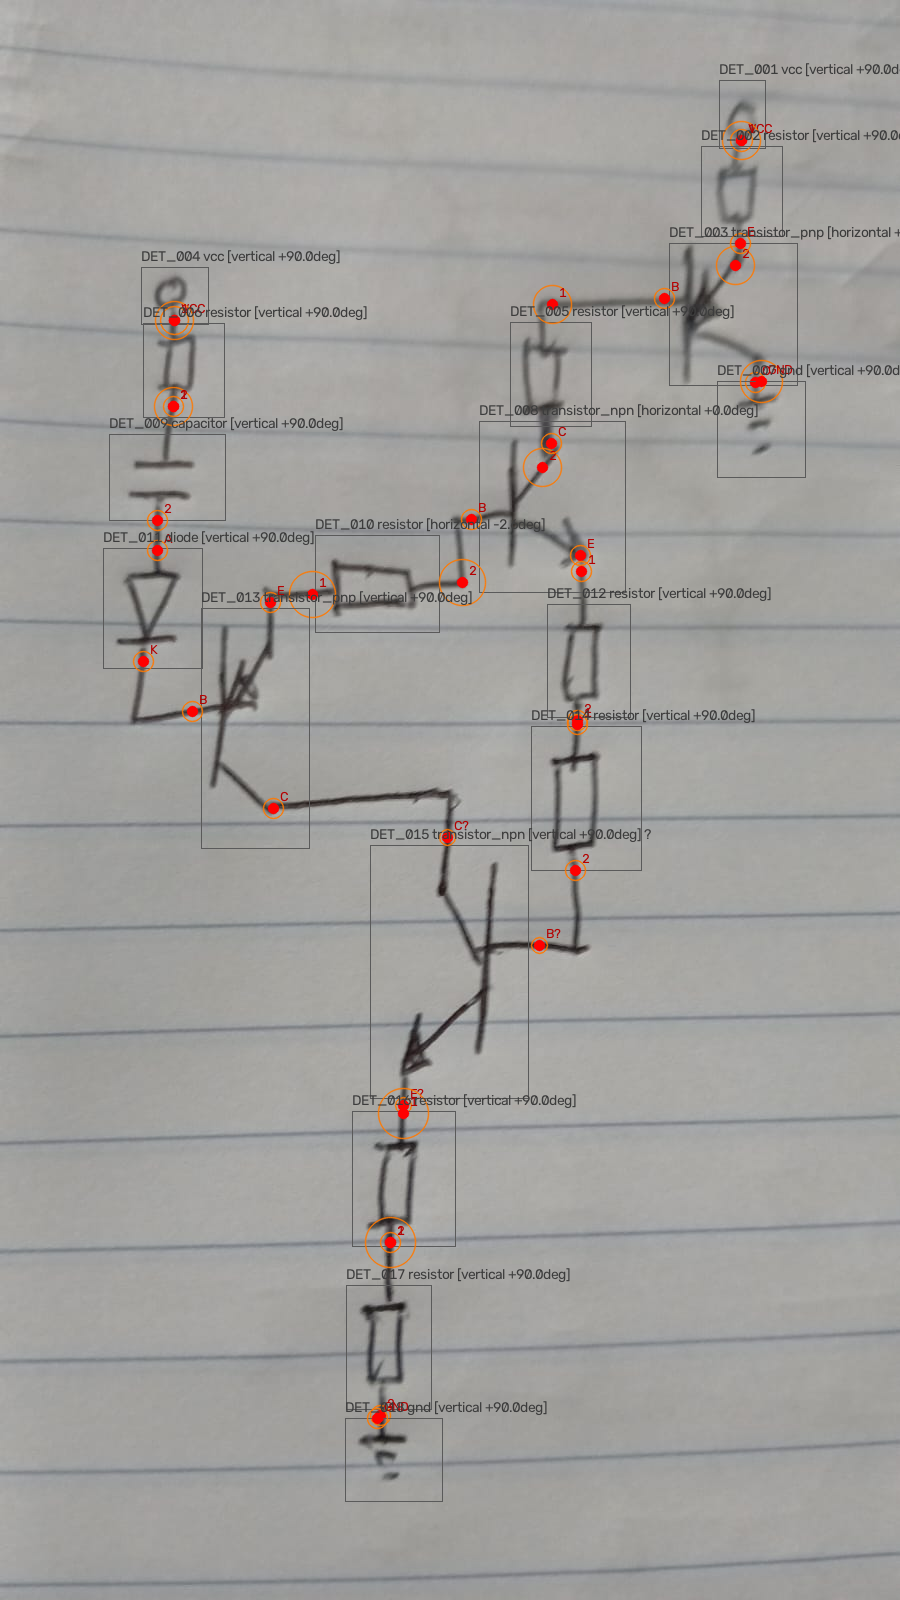 DET_001 vcc [vertical +90.0d
VCC
DET_002 resistor [vertical +90.0
E
DET_003 transistor_pnp [horizontal +
2
B
1
DET_004 vcc [vertical +90.0deg]
VCC
DET_006 resistor [vertical +90.0deg]
DET_005 resistor [vertical +90.0deg]
GND
gnd [vertical +90.0d
2
DET_008 transistor_npn [horizontal +0.0deg]
DET_009 capacitor [vertical +90.0deg]
C
2
B
DET_010 resistor [horizontal -2.0deg]
2
DET_011 diode [vertical +90.0deg]
E
1
2
1
DET_012 resistor [vertical +90.0deg]
E
DET_013 transistor_pnp [vertical +90.0deg]
K
B
2
DET_014 resistor [vertical +90.0deg]
C
C?
DET_015 transistor_npn [vertical +90.0deg] ?
2
B?
E?
DET_016 resistor [vertical +90.0deg]
2
DET_017 resistor [vertical +90.0deg]
GND
gnd [vertical +90.0deg]